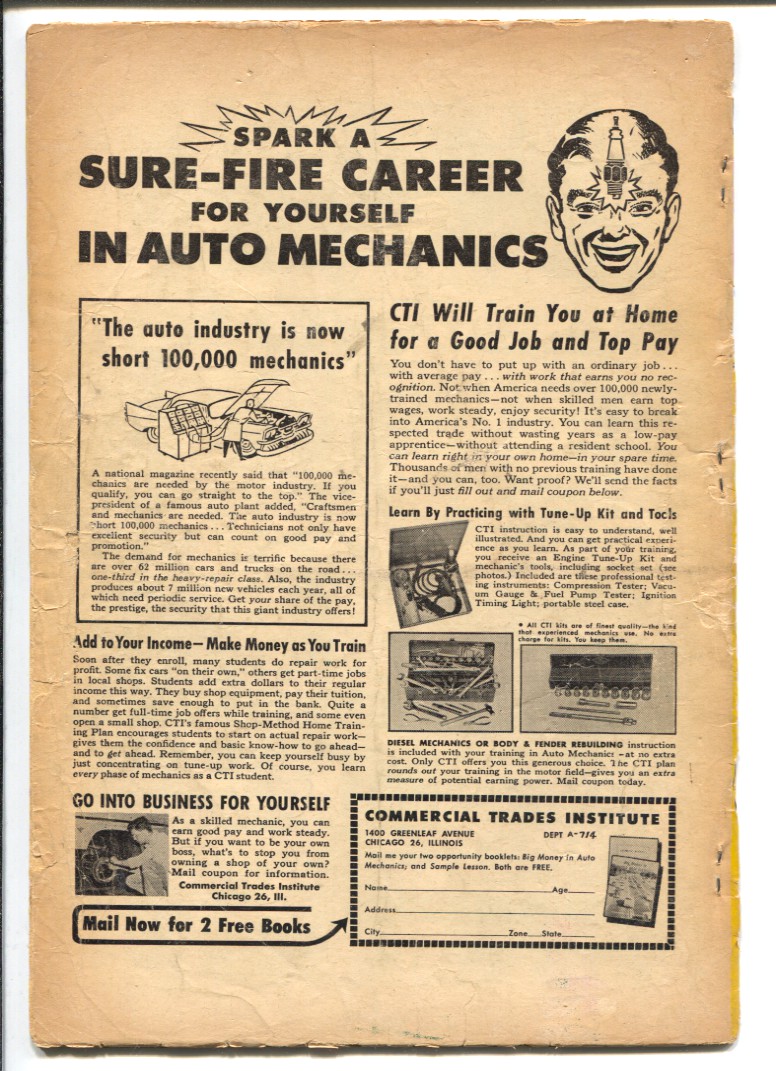 SPARK A
SURE-FIRE CAREER
FOR YOURSELF
IN AUTO MECHANICS
"The auto industry is now
short 100,000 mechanics"
A national magazine recently said that "100,000 me-
chanics are needed by the motor industry. If you
qualify, you can go straight to the top." The vice-
president of a famous auto plant added, "Craftsmen
and mechanics are needed. The auto industry is now
short 100,000 mechanics . . . Technicians not only have
excellent security but can count on good pay and
promotion."
The demand for mechanics is terrific because there
are over 62 million cars and trucks on the road . . .
one-third in the heavy-repair class. Also, the industry
produces about 7 million new vehicles each year, all of
which need periodic service. Get your share of the pay,
the prestige, the security that this giant industry offers!
Add to Your Income—Make Money as You Train
Soon after they enroll, many students do repair work for
profit. Some fix cars "on their own," others get part-time jobs
in local shops. Students add extra dollars to their regular
income this way. They buy shop equipment, pay their tuition,
and sometimes save enough to put in the bank. Quite a
number get full-time job offers while training, and some even
open a small shop. CTI's famous Shop-Method Home Train-
ing Plan encourages students to start on actual repair work—
gives them the confidence and basic know-how to go ahead—
and to get ahead. Remember, you can keep yourself busy by
just concentrating on tune-up work. Of course, you learn
every phase of mechanics as a CTI student.
GO INTO BUSINESS FOR YOURSELF
As a skilled mechanic, you can
earn good pay and work steady.
But if you want to be your own
boss, what's to stop you from
owning a shop of your own?
Mail coupon for information.
Commercial Trades Institute
Chicago 26, Ill.
Mail Now for 2 Free Books
CTI Will Train You at Home
for a Good Job and Top Pay
You don't have to put up with an ordinary job . . .
with average pay . . . with work that earns you no rec-
ognition. Not when America needs over 100,000 newly-
trained mechanics—not when skilled men earn top
wages, work steady, enjoy security! It's easy to break
into America's No. 1 industry. You can learn this re-
spected trade without wasting years as a low-pay
apprentice—without attending a resident school. You
can learn right in your own home—in your spare time.
Thousands of men with no previous training have done
it—and you can, too. Want proof? We'll send the facts
if you'll just fill out and mail coupon below.
Learn By Practicing with Tune-Up Kit and Tools
CTI instruction is easy to understand, well
illustrated. And you can get practical experi-
ence as you learn. As part of your training,
you receive an Engine Tune-Up Kit and
mechanic's tools, including socket set (see
photos.) Included are these professional test-
ing instruments: Compression Tester; Vacu-
um Gauge & Fuel Pump Tester; Ignition
Timing Light; portable steel case.
• All CTI kits are of finest quality—the kind
that experienced mechanics use. No extra
charge for kits. You keep them.
DIESEL MECHANICS OR BODY & FENDER REBUILDING instruction
is included with your training in Auto Mechanics—at no extra
cost. Only CTI offers you this generous choice. The CTI plan
rounds out your training in the motor field—gives you an extra
measure of potential earning power. Mail coupon today.
COMMERCIAL TRADES INSTITUTE
1400 GREENLEAF AVENUE DEPT A-714
CHICAGO 26, ILLINOIS
Mail me your two opportunity booklets: Big Money in Auto
Mechanics; and Sample Lesson. Both are FREE.
Name Age
Address
City Zone State